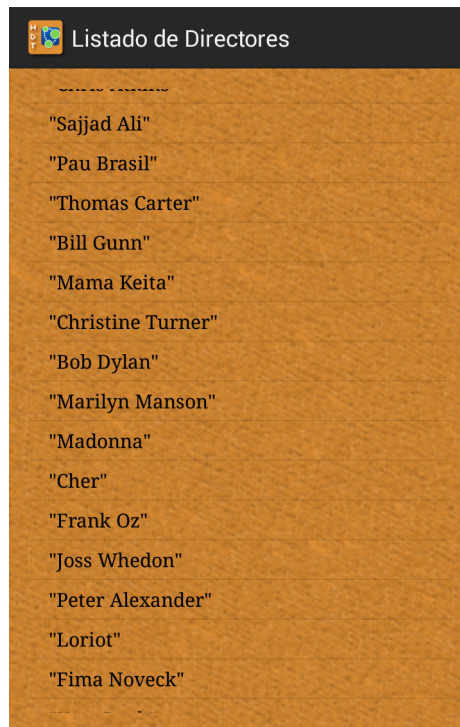 HDT
Listado de Directores
"Sajjad Ali"
"Pau Brasil"
"Thomas Carter"
"Bill Gunn"
"Mama Keita"
"Christine Turner"
"Bob Dylan"
"Marilyn Manson"
"Madonna"
"Cher"
"Frank Oz"
"Joss Whedon"
"Peter Alexander"
"Loriot"
"Fima Noveck"